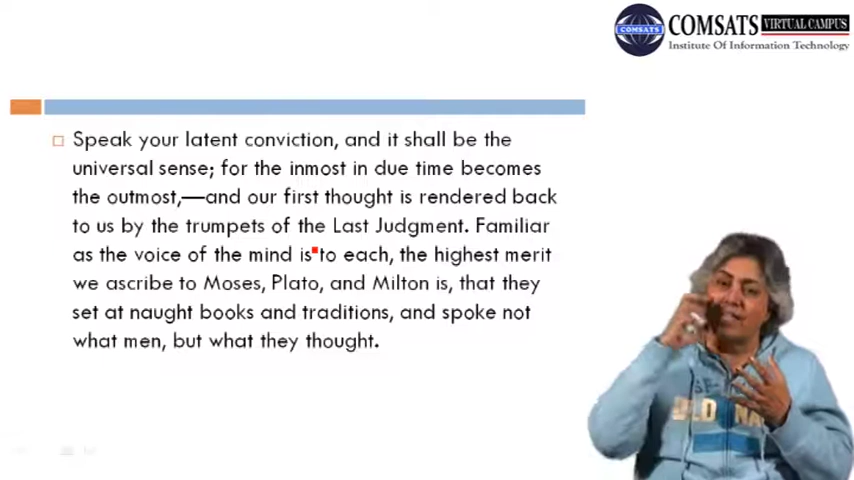 COMSATS VIRTUAL CAMPUS
COMSATS
Institute Of Information Technology
Speak your latent conviction, and it shall be the
universal sense; for the inmost in due time becomes
the outmost,—and our first thought is rendered back
to us by the trumpets of the Last Judgment. Familiar
as the voice of the mind is to each, the highest merit
we ascribe to Moses, Plato, and Milton is, that they
set at naught books and traditions, and spoke not
what men, but what they thought.